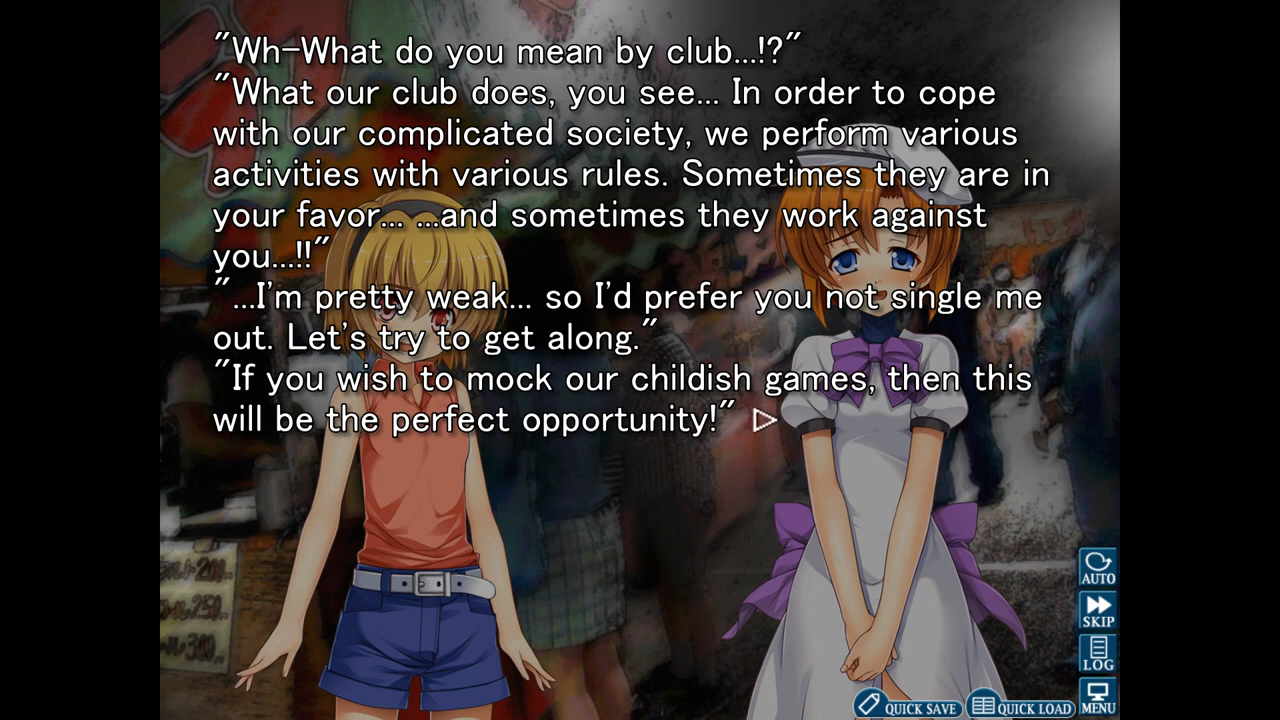 "Wh-What do you mean by club...!?"
"What our club does, you see... In order to cope
with our complicated society, we perform various
activities with various rules. Sometimes they are in
your favor... ...and sometimes they work against
you...!!"
"...I'm pretty weak... so I'd prefer you not single me
out. Let's try to get along."
"If you wish to mock our childish games, then this
will be the perfect opportunity!"
AUTO
SKIP
LOG
MENU
QUICK SAVE
QUICK LOAD